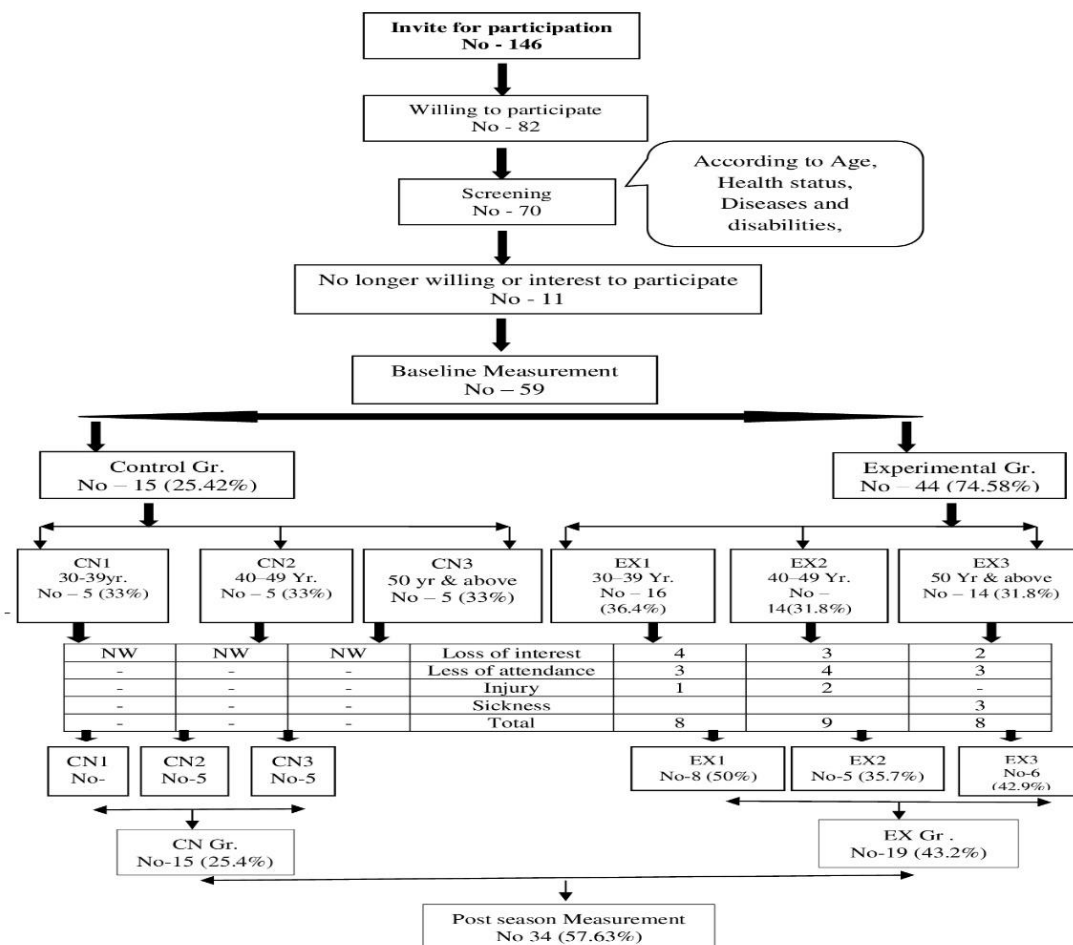 Invite for participation
No - 146
Willing to participate
No - 82
According to Age,
Health status,
Diseases and
disabilities,
Screening
No - 70
No longer willing or interest to participate
No - 11
Baseline Measurement
No – 59
Control Gr.
No – 15 (25.42%)
Experimental Gr.
No – 44 (74.58%)
CN1
30-39yr.
No – 5 (33%)
CN2
40–49 Yr.
No – 5 (33%)
CN3
50 yr & above
No – 5 (33%)
EX1
30–39 Yr.
No – 16
(36.4%)
EX2
40–49 Yr.
No –
14(31.8%)
EX3
50 Yr & above
No – 14 (31.8%)
-
NW NW NW Loss of interest 4 3 2
- - - Less of attendance 3 4 3
- - - Injury 1 2 -
- - - Sickness 3
- - - Total 8 9 8
CN1
No-
CN2
No-5
CN3
No-5
EX1
No-8 (50%)
EX2
No-5 (35.7%)
EX3
No-6
(42.9%)
CN Gr.
No-15 (25.4%)
EX Gr .
No-19 (43.2%)
Post season Measurement
No 34 (57.63%)